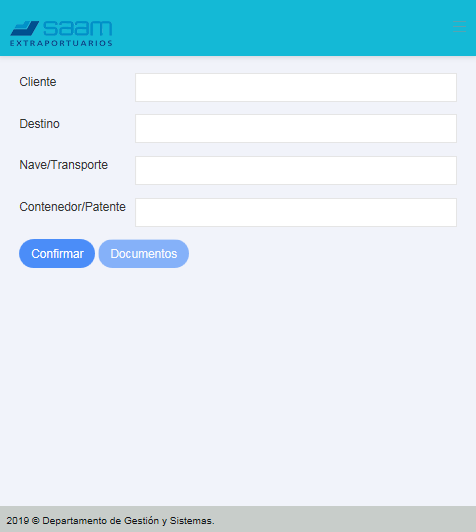 saam
EXTRAPORTUARIOS
Cliente
Destino
Nave/Transporte
Contenedor/Patente
Confirmar Documentos
2019 © Departamento de Gestión y Sistemas.